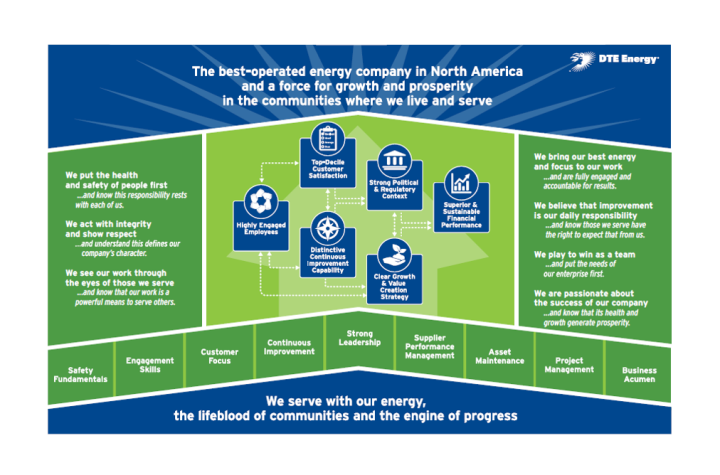 DTE Energy
The best-operated energy company in North America
and a force for growth and prosperity
in the communities where we live and serve
We put the health
and safety of people first
...and know this responsibility rests
with each of us.
We act with integrity
and show respect
...and understand this defines our
company's character.
We see our work through
the eyes of those we serve
...and know that our work is a
powerful means to serve others.
Top-Decile
Customer
Satisfaction
Strong Political
& Regulatory
Context
Superior &
Sustainable
Financial
Performance
Highly Engaged
Employees
Distinctive
Continuous
Improvement
Capability
Clear Growth
& Value
Creation
Strategy
We bring our best energy
and focus to our work
...and are fully engaged and
accountable for results.
We believe that improvement
is our daily responsibility
...and know those we serve have
the right to expect that from us.
We play to win as a team
...and put the needs of
our enterprise first.
We are passionate about
the success of our company
...and know that its health and
growth generate prosperity.
Safety
Fundamentals
Engagement
Skills
Customer
Focus
Continuous
Improvement
Strong
Leadership
Supplier
Performance
Management
Asset
Maintenance
Project
Management
Business
Acumen
We serve with our energy,
the lifeblood of communities and the engine of progress